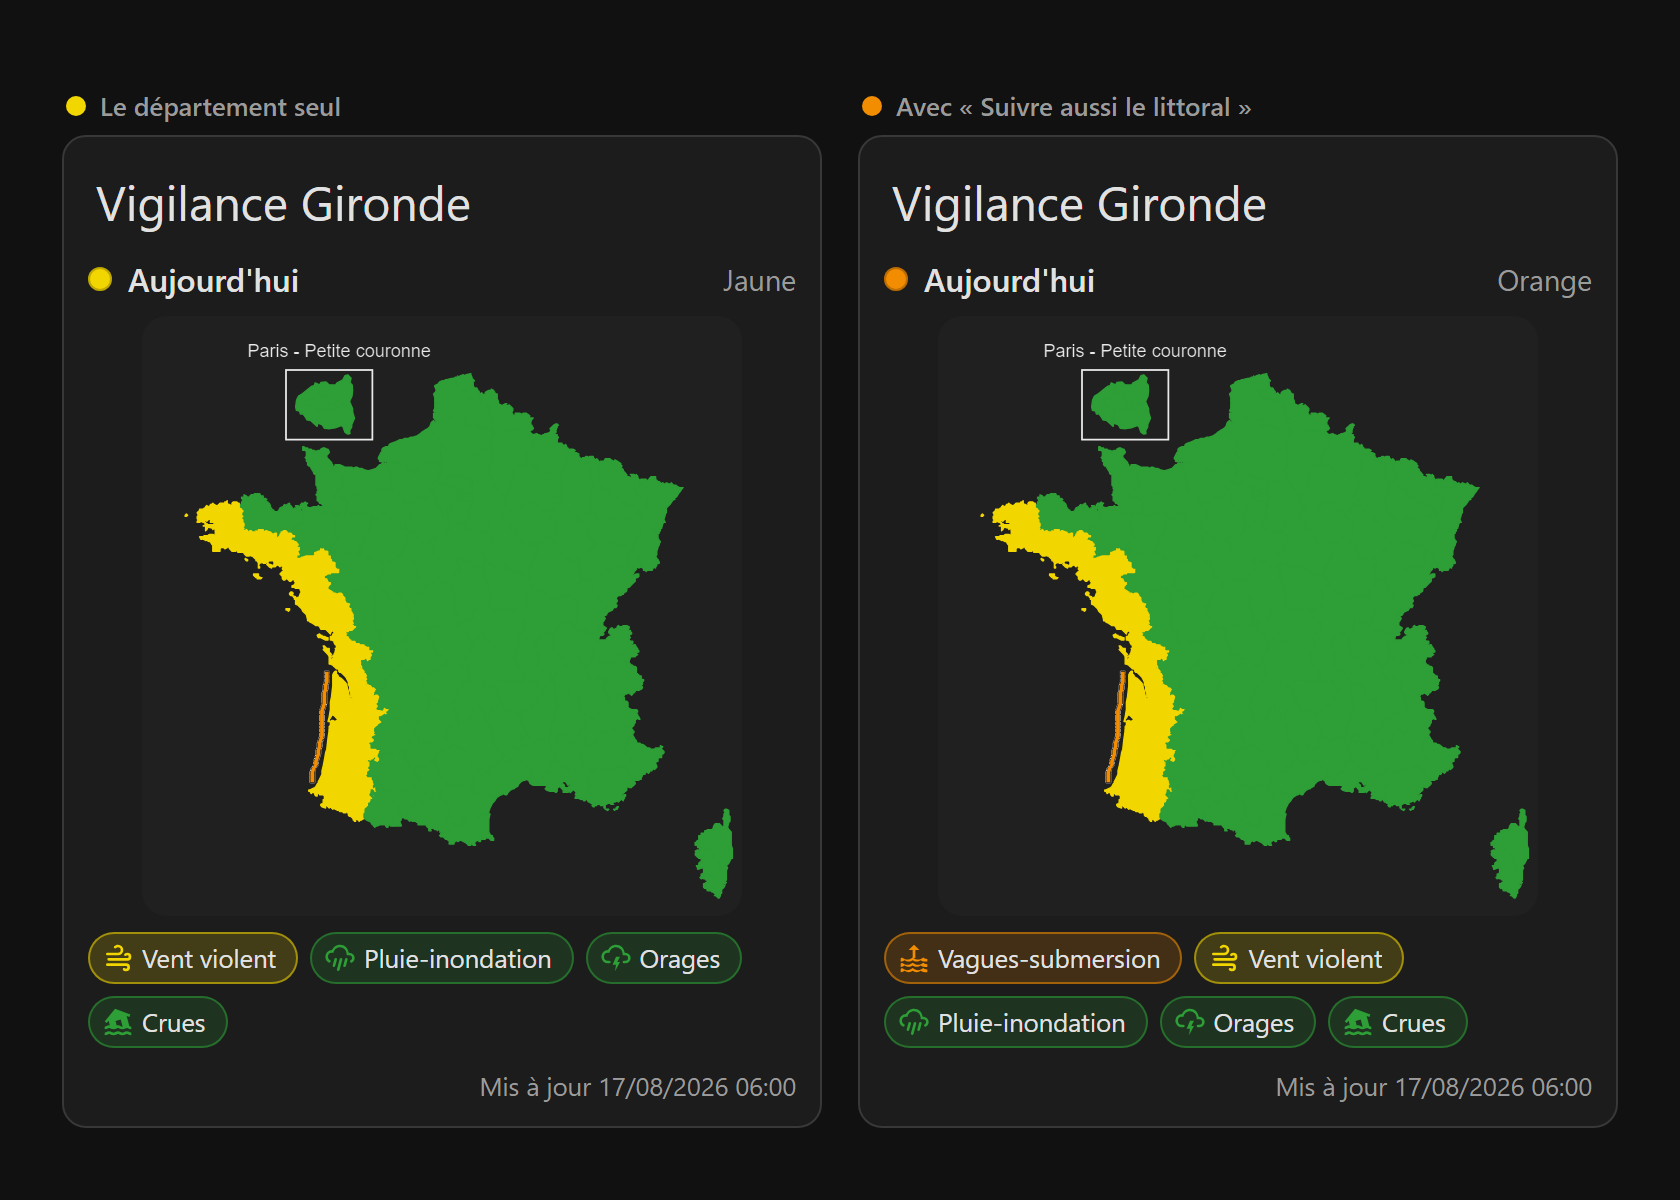 Le département seul
Vigilance Gironde
Aujourd'hui
Jaune
Paris - Petite couronne
Vent violent
Pluie-inondation
Orages
Crues
Mis à jour 17/08/2026 06:00
Avec « Suivre aussi le littoral »
Vigilance Gironde
Aujourd'hui
Orange
Paris - Petite couronne
Vagues-submersion
Vent violent
Pluie-inondation
Orages
Crues
Mis à jour 17/08/2026 06:00